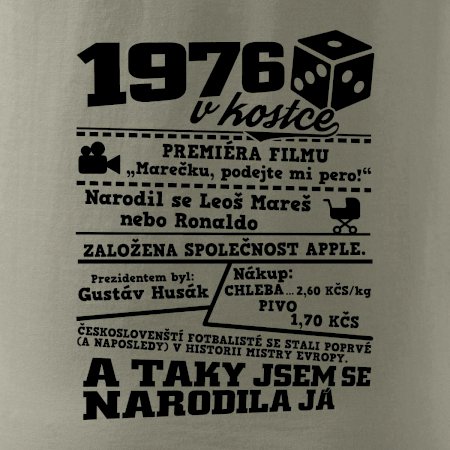 1976
v kostce
PREMIÉRA FILMU
„Marečku, podejte mi pero!“
Narodil se Leoš Mareš
nebo Ronaldo
ZALOŽENA SPOLEČNOST APPLE.
Prezidentem byl:
Gustáv Husák
Nákup:
CHLEBA...2,60 KČS/kg
PIVO
1,70 KČS
ČESKOSLOVENŠTÍ FOTBALISTÉ SE STALI POPRVÉ
(A NAPOSLEDY) V HISTORII MISTRY EVROPY.
A TAKY JSEM SE
NARODILA JÁ